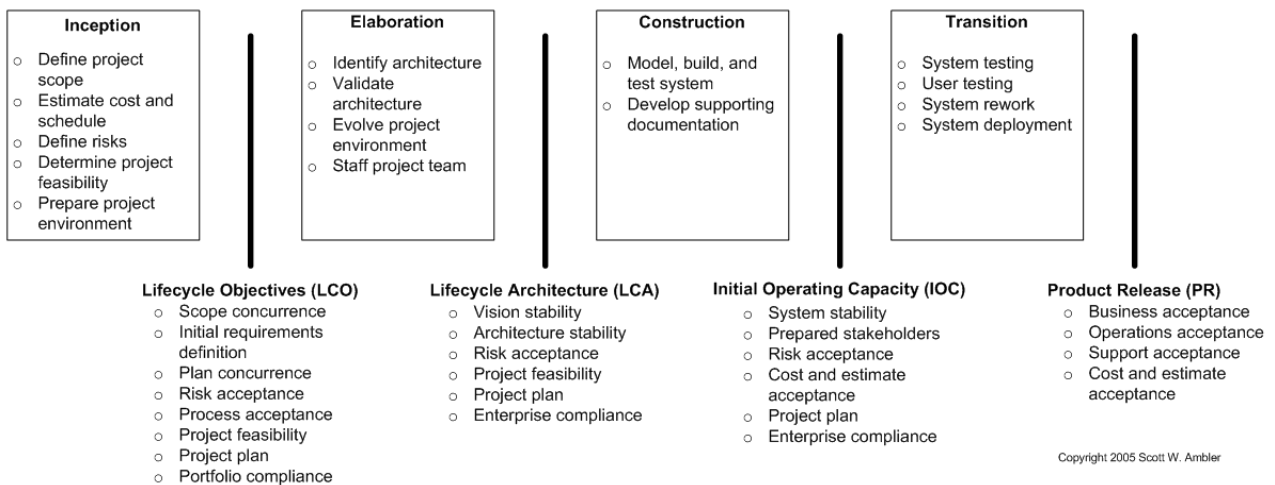 Inception
○ Define project
scope
○ Estimate cost and
schedule
○ Define risks
○ Determine project
feasibility
○ Prepare project
environment
Elaboration
○ Identify architecture
○ Validate
architecture
○ Evolve project
environment
○ Staff project team
Construction
○ Model, build, and
test system
○ Develop supporting
documentation
Transition
○ System testing
○ User testing
○ System rework
○ System deployment
Lifecycle Objectives (LCO)
○ Scope concurrence
○ Initial requirements
definition
○ Plan concurrence
○ Risk acceptance
○ Process acceptance
○ Project feasibility
○ Project plan
○ Portfolio compliance
Lifecycle Architecture (LCA)
○ Vision stability
○ Architecture stability
○ Risk acceptance
○ Project feasibility
○ Project plan
○ Enterprise compliance
Initial Operating Capacity (IOC)
○ System stability
○ Prepared stakeholders
○ Risk acceptance
○ Cost and estimate
acceptance
○ Project plan
○ Enterprise compliance
Product Release (PR)
○ Business acceptance
○ Operations acceptance
○ Support acceptance
○ Cost and estimate
acceptance
Copyright 2005 Scott W. Ambler